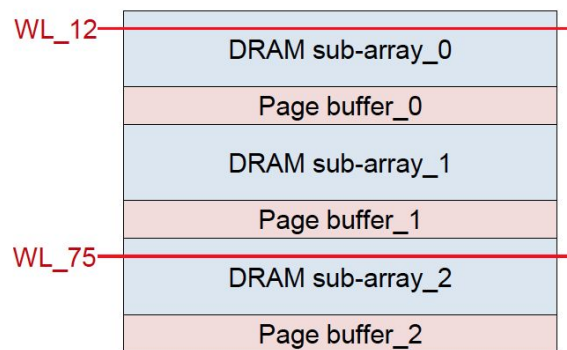 WL_12
DRAM sub-array_0
Page buffer_0
DRAM sub-array_1
Page buffer_1
WL_75
DRAM sub-array_2
Page buffer_2